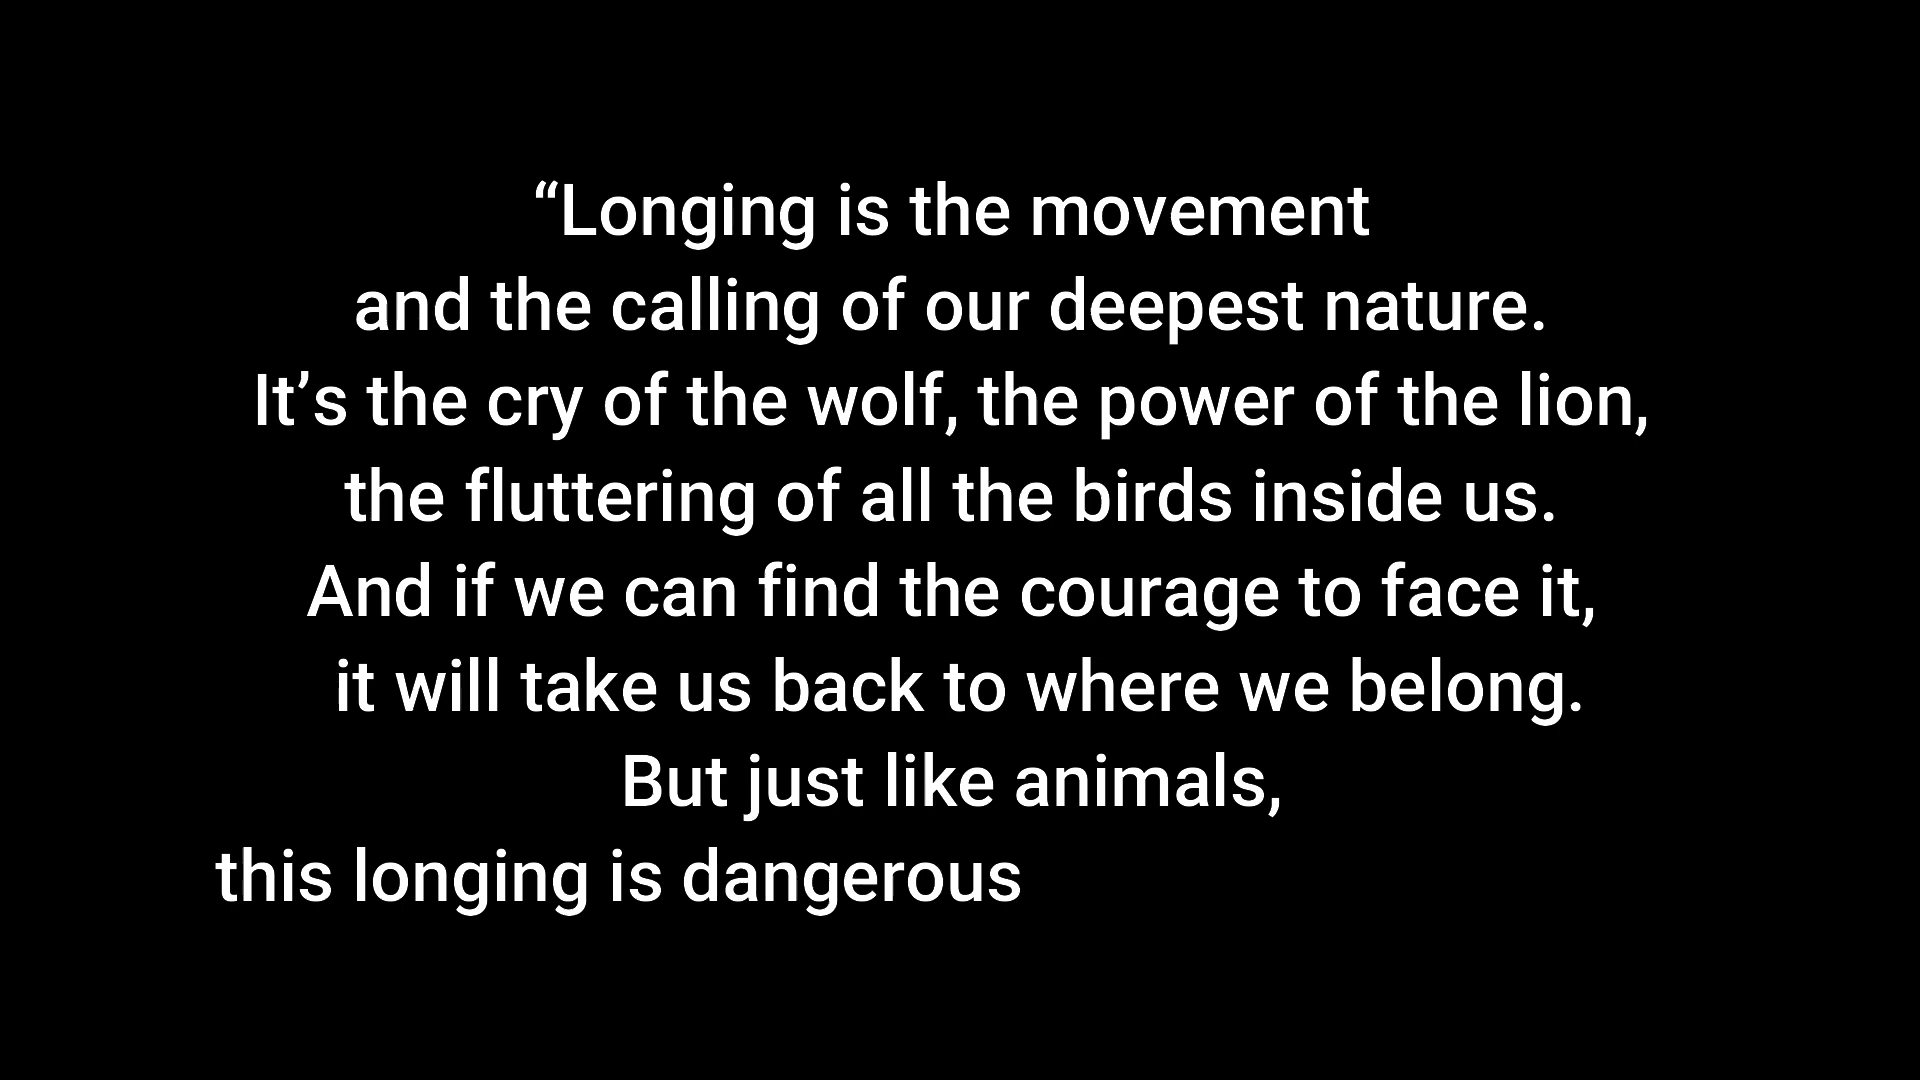 “Longing is the movement
and the calling of our deepest nature.
It’s the cry of the wolf, the power of the lion,
the fluttering of all the birds inside us.
And if we can find the courage to face it,
it will take us back to where we belong.
But just like animals,
this longing is dangerous